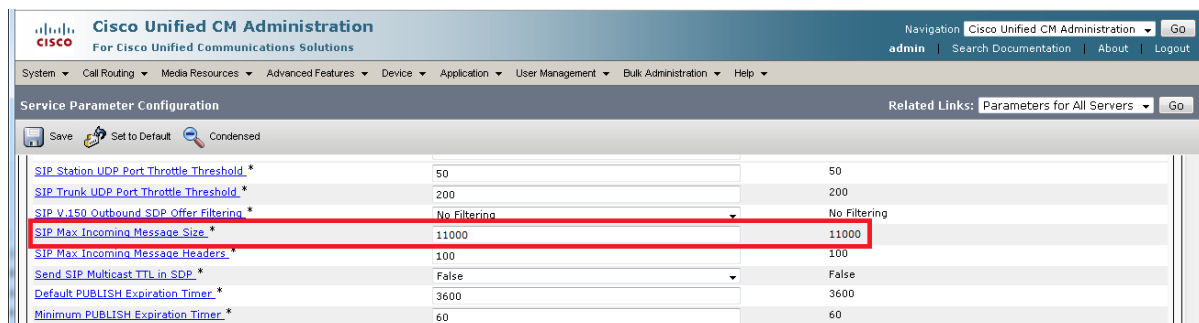 Cisco Unified CM Administration
Navigation Cisco Unified CM Administration Go
CISCO For Cisco Unified Communications Solutions
admin | Search Documentation | About | Logout
System Call Routing Media Resources Advanced Features Device Application User Management Bulk Administration Help
Service Parameter Configuration Related Links: Parameters for All Servers Go
Save Set to Default Condensed
SIP Station UDP Port Throttle Threshold * 50 50
SIP Trunk UDP Port Throttle Threshold * 200 200
SIP V.150 Outbound SDP Offer Filtering * No Filtering No Filtering
SIP Max Incoming Message Size * 11000 11000
SIP Max Incoming Message Headers * 100 100
Send SIP Multicast TTL in SDP * False False
Default PUBLISH Expiration Timer * 3600 3600
Minimum PUBLISH Expiration Timer * 60 60